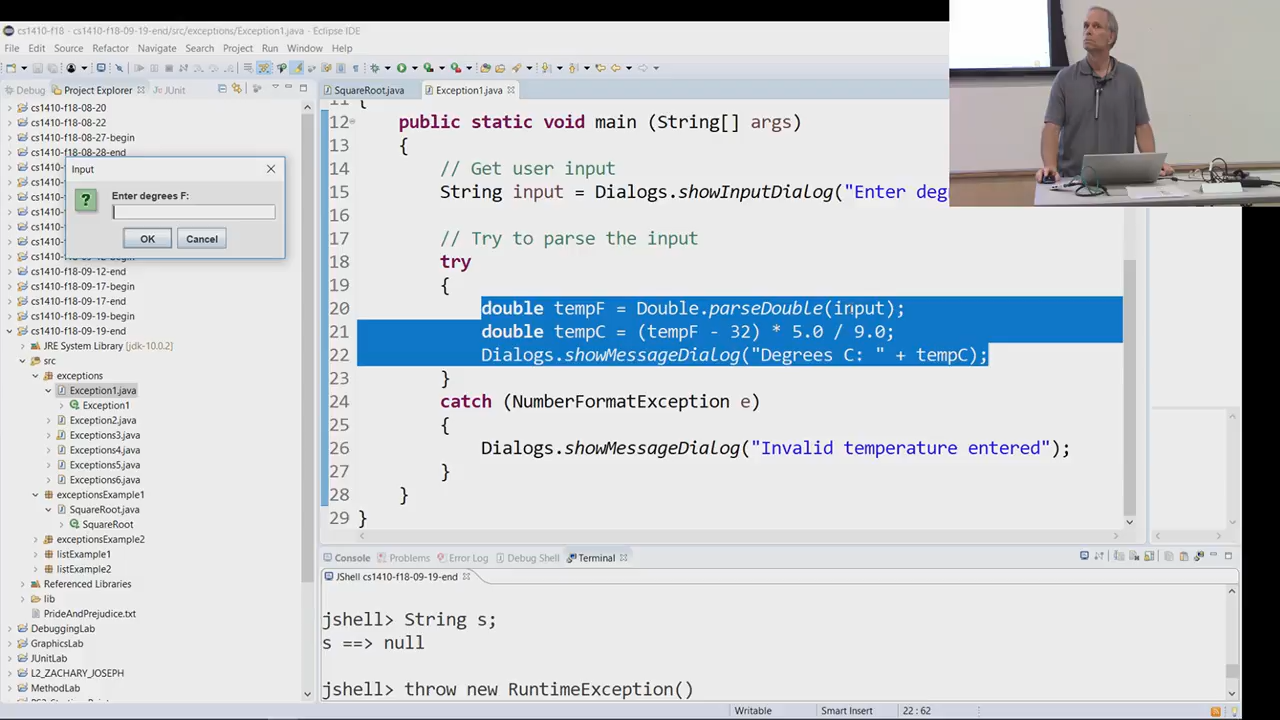 cs1410-f18 - cs1410-f18-09-19-end/src/exceptions/Exception1.java - Eclipse IDE
File Edit Source Refactor Navigate Search Project Run Window Help
Debug Project Explorer JUnit
cs1410-f18-08-20
cs1410-f18-08-22
cs1410-f18-08-27-begin
cs1410-f18-08-28-end
Input
Enter degrees F:
OK Cancel
cs1410-f18-09-12-end
cs1410-f18-09-17-begin
cs1410-f18-09-17-end
cs1410-f18-09-19-begin
cs1410-f18-09-19-end
JRE System Library [jdk-10.0.2]
src
exceptions
Exception1.java
Exception1
Exception2.java
Exceptions3.java
Exceptions4.java
Exceptions5.java
Exceptions6.java
exceptionsExample1
SquareRoot.java
SquareRoot
exceptionsExample2
listExample1
listExample2
Referenced Libraries
lib
PrideAndPrejudice.txt
DebuggingLab
GraphicsLab
JUnitLab
L2_ZACHARY_JOSEPH
MethodLab
SquareRoot.java Exception1.java
11 {
12 public static void main (String[] args)
13 {
14 // Get user input
15 String input = Dialogs.showInputDialog("Enter deg
16
17 // Try to parse the input
18 try
19 {
20 double tempF = Double.parseDouble(input);
21 double tempC = (tempF - 32) * 5.0 / 9.0;
22 Dialogs.showMessageDialog("Degrees C: " + tempC);
23 }
24 catch (NumberFormatException e)
25 {
26 Dialogs.showMessageDialog("Invalid temperature entered");
27 }
28 }
29 }
Console Problems Error Log Debug Shell Terminal
JShell cs1410-f18-09-19-end
jshell> String s;
s ==> null
jshell> throw new RuntimeException()
Writable Smart Insert 22 : 62